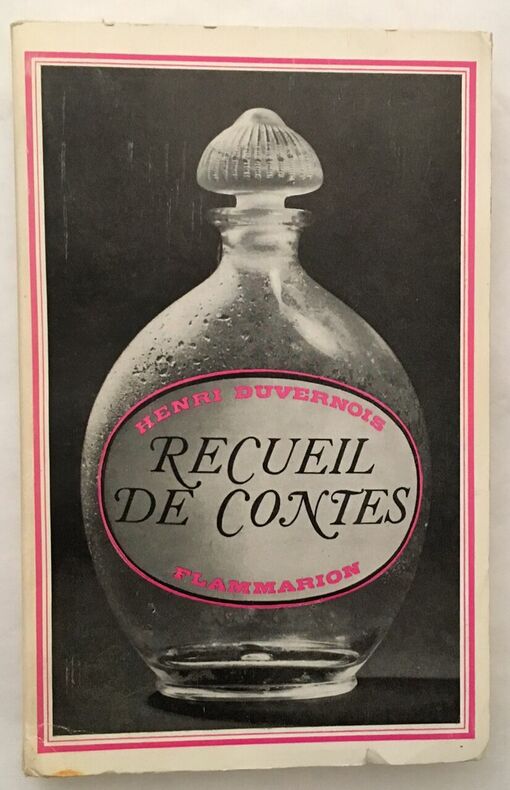 HENRI DUVERNOIS
RECUEIL
DE CONTES
FLAMMARION